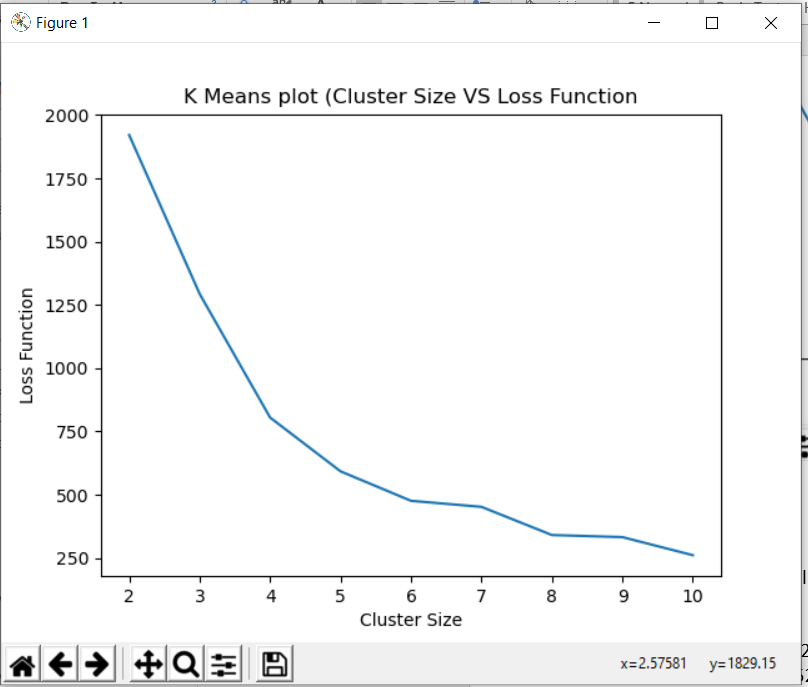 Figure 1
K Means plot (Cluster Size VS Loss Function
2000
1750
1500
1250
1000
750
500
250
Loss Function
2 3 4 5 6 7 8 9 10
Cluster Size
x=2.57581 y=1829.15